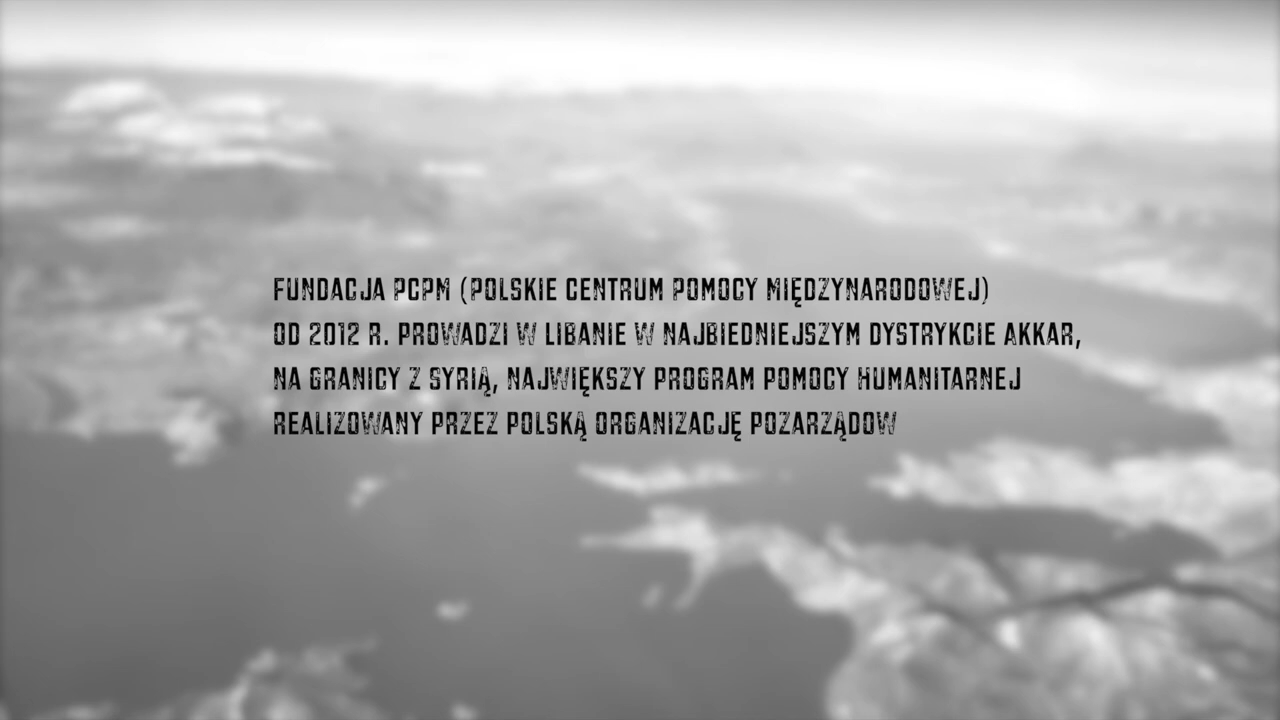 FUNDACJA PCPM (POLSKIE CENTRUM POMOCY MIĘDZYNARODOWEJ)
OD 2012 R. PROWADZI W LIBANIE W NAJBIEDNIEJSZYM DYSTRYKCIE AKKAR,
NA GRANICY Z SYRIĄ, NAJWIĘKSZY PROGRAM POMOCY HUMANITARNEJ
REALIZOWANY PRZEZ POLSKĄ ORGANIZACJĘ POZARZĄDOW